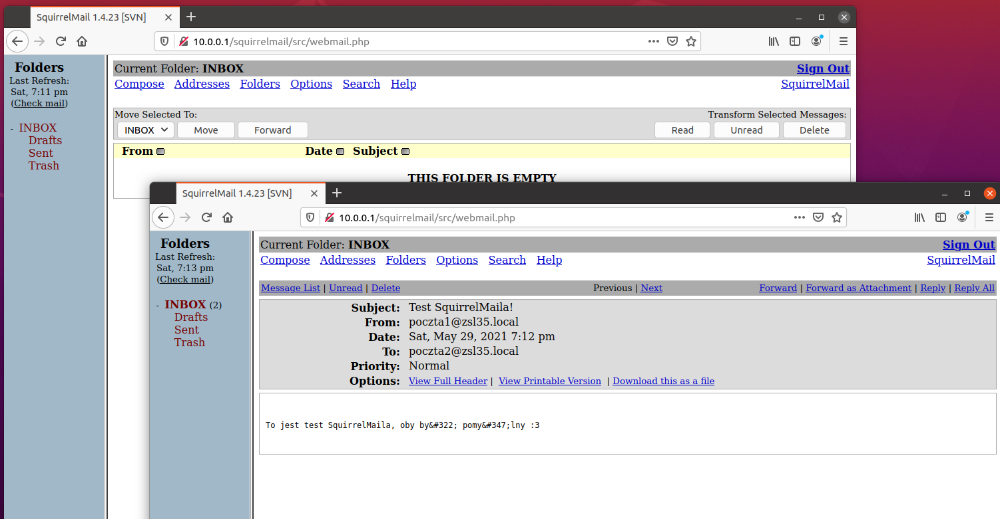 SquirrelMail 1.4.23 [SVN]
10.0.0.1/squirrelmail/src/webmail.php
Folders
Last Refresh:
Sat, 7:11 pm
(Check mail)
- INBOX
Drafts
Sent
Trash
Current Folder: INBOX Sign Out
Compose Addresses Folders Options Search Help SquirrelMail
Move Selected To: Transform Selected Messages:
INBOX Move Forward Read Unread Delete
From Date Subject
THIS FOLDER IS EMPTY
SquirrelMail 1.4.23 [SVN]
10.0.0.1/squirrelmail/src/webmail.php
Folders
Last Refresh:
Sat, 7:13 pm
(Check mail)
- INBOX (2)
Drafts
Sent
Trash
Current Folder: INBOX Sign Out
Compose Addresses Folders Options Search Help SquirrelMail
Message List | Unread | Delete Previous | Next Forward | Forward as Attachment | Reply | Reply All
Subject: Test SquirrelMaila!
From: poczta1@zsl35.local
Date: Sat, May 29, 2021 7:12 pm
To: poczta2@zsl35.local
Priority: Normal
Options: View Full Header | View Printable Version | Download this as a file
To jest test SquirrelMaila, oby by&#322; pomy&#347;lny :3